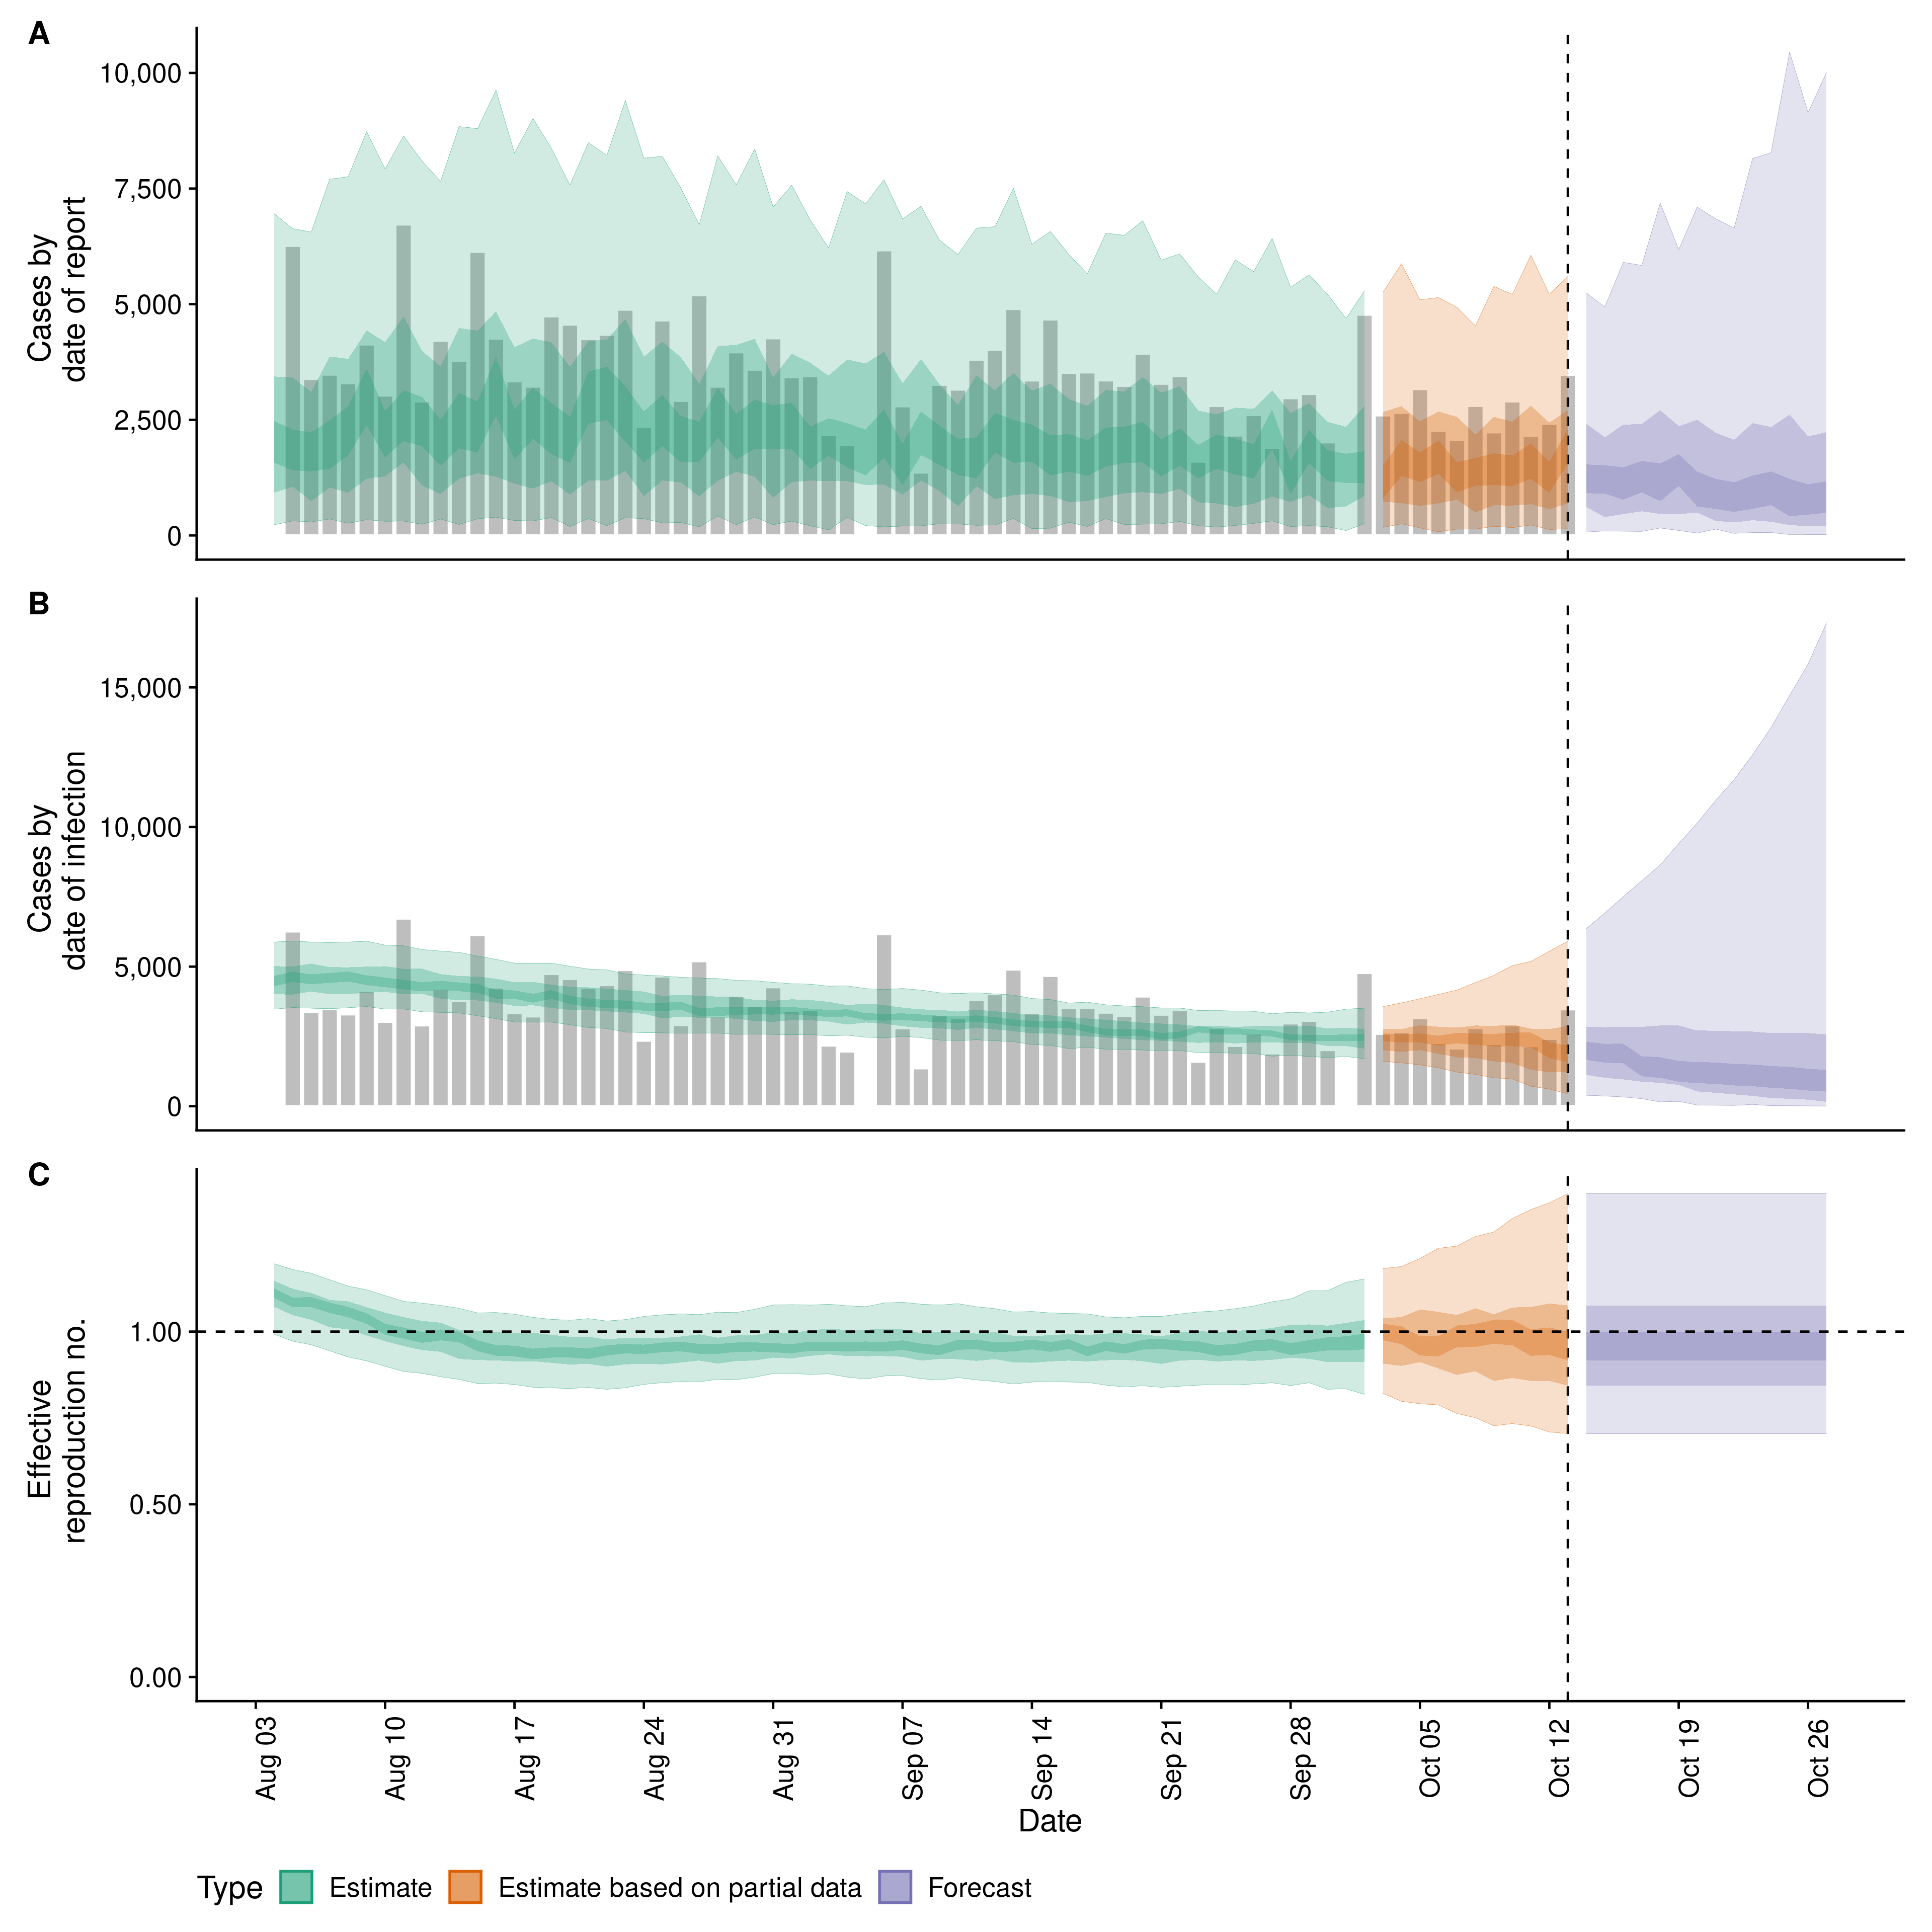 A
Cases by
date of report
10,000
7,500
5,000
2,500
0
B
Cases by
date of infection
15,000
10,000
5,000
0
C
Effective
reproduction no.
1.00
0.50
0.00
Aug 03
Aug 10
Aug 17
Aug 24
Aug 31
Sep 07
Sep 14
Sep 21
Sep 28
Oct 05
Oct 12
Oct 19
Oct 26
Date
Type Estimate Estimate based on partial data Forecast